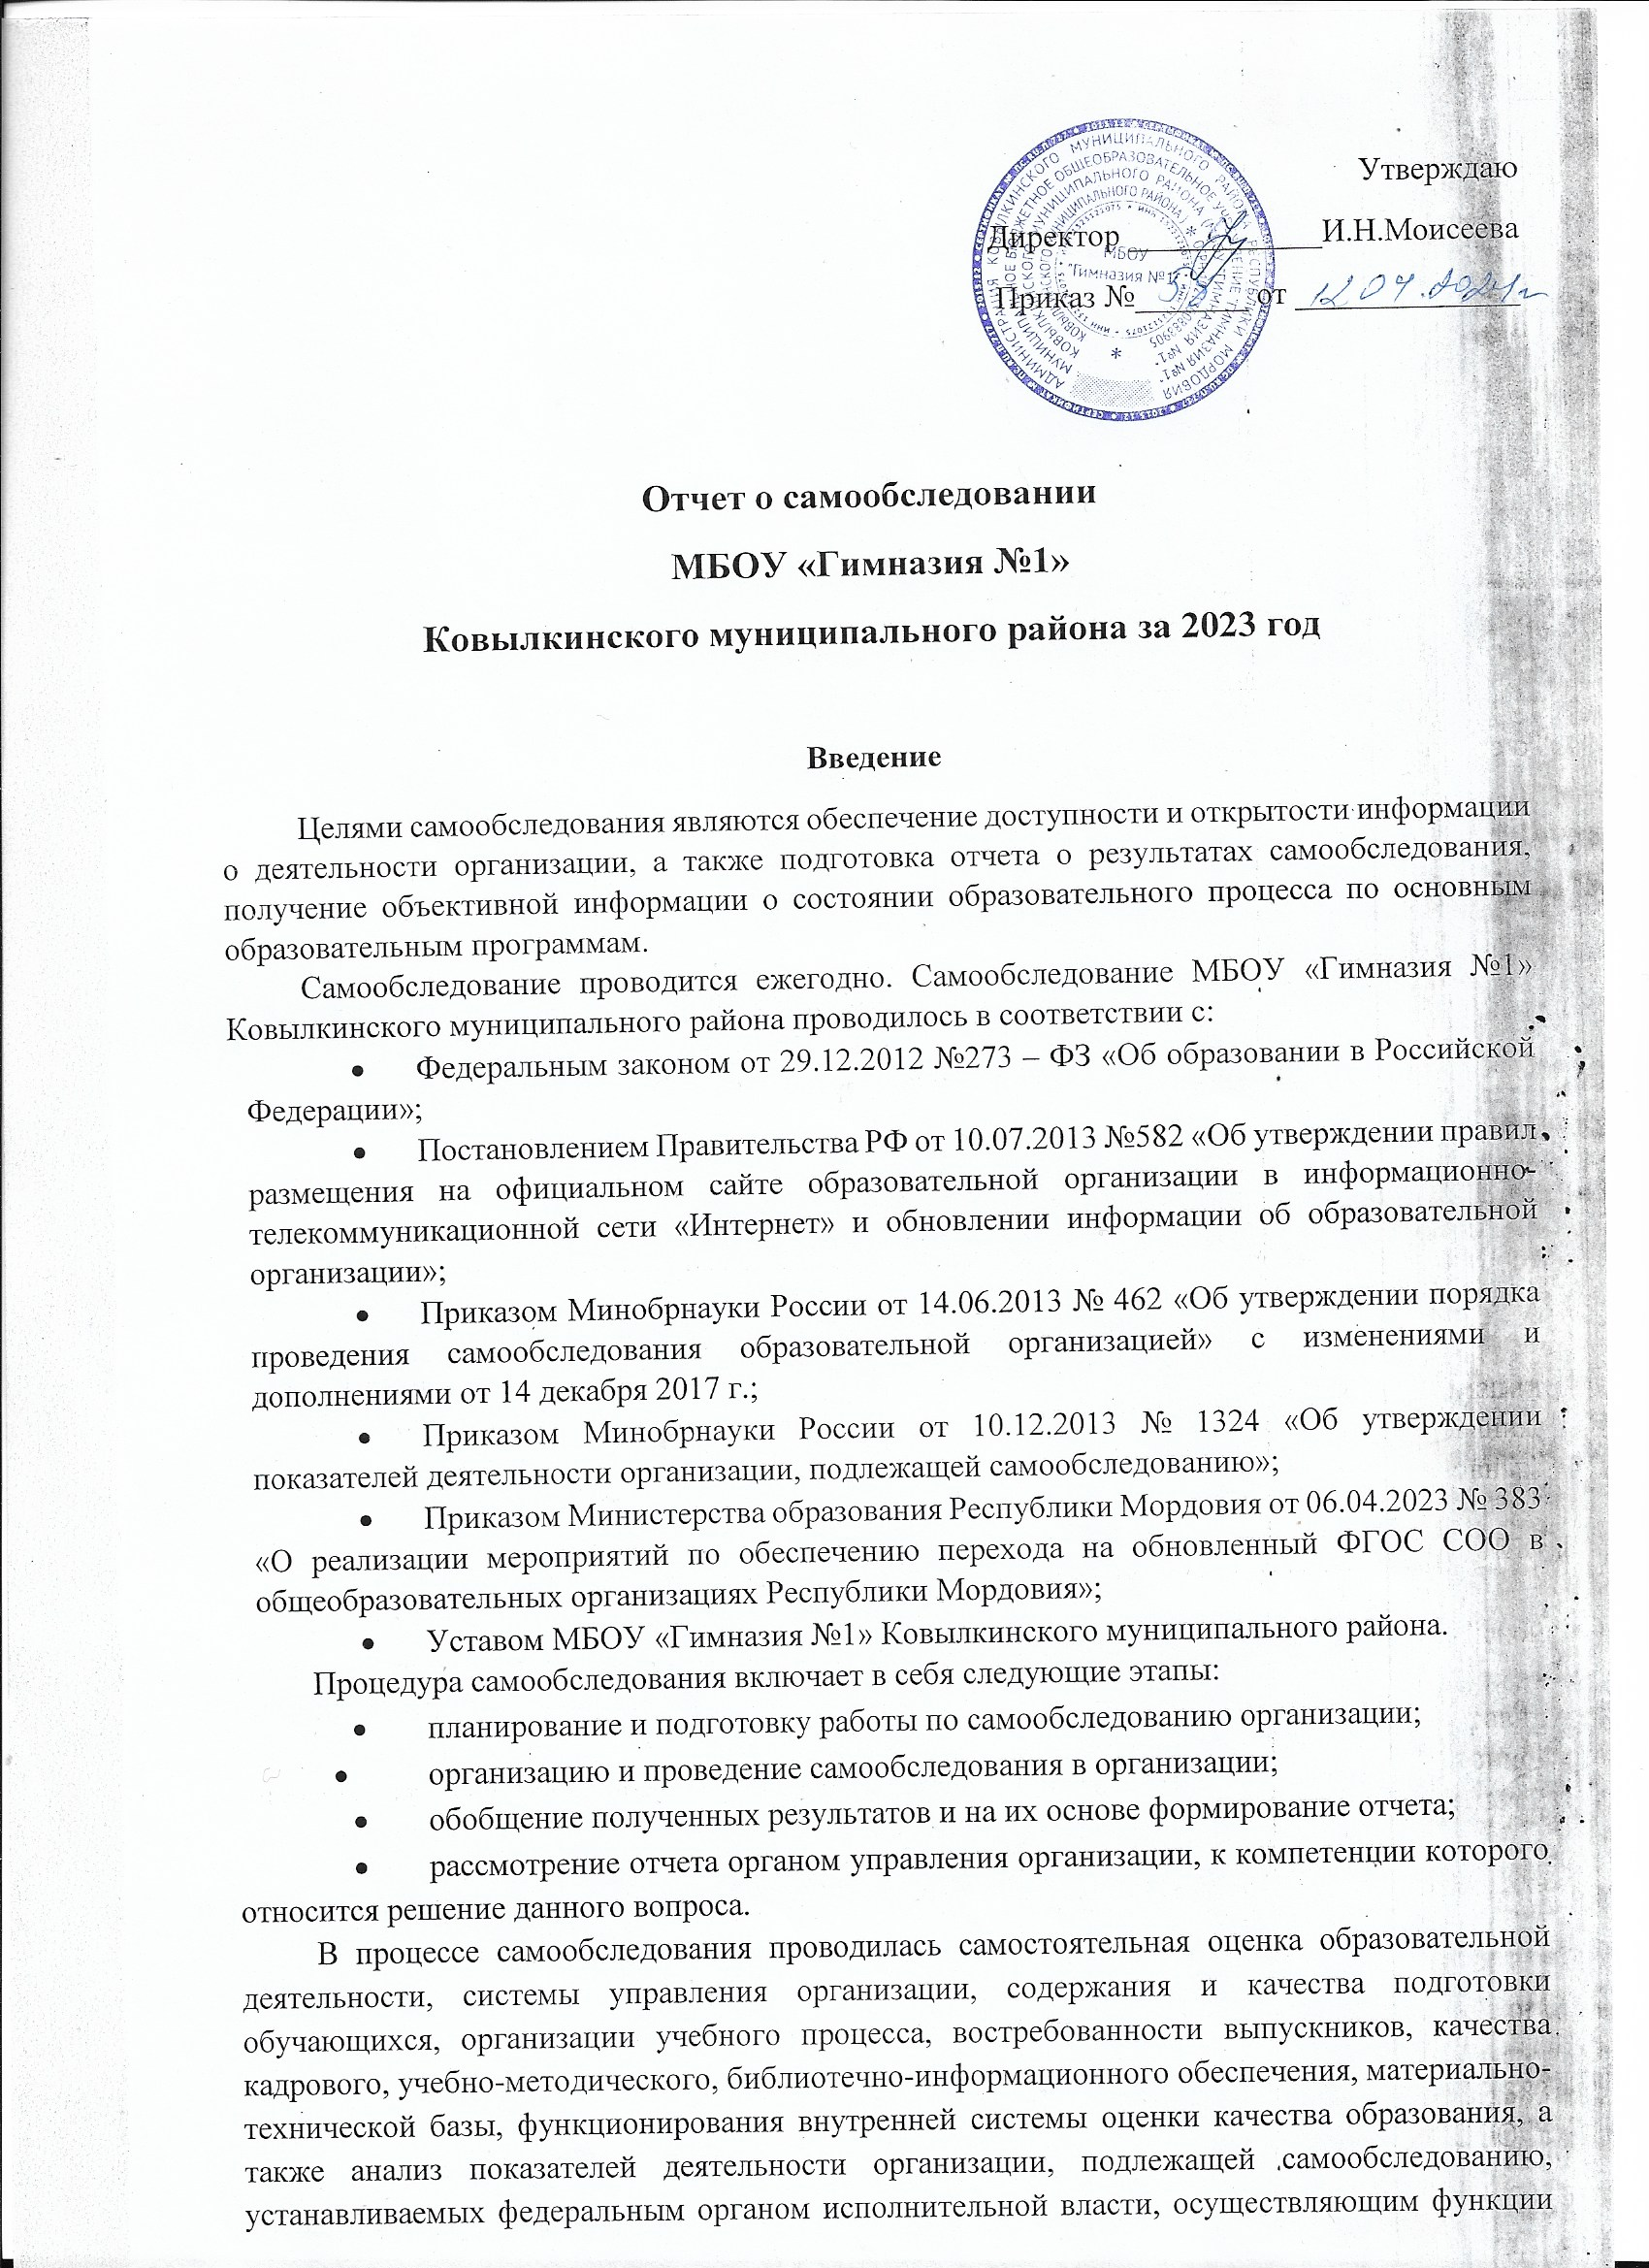 Утверждаю
Директор ____________И.Н.Моисеева
Приказ №________ от 12.04.2024г
МБОУ
"Гимназия №1"
Отчет о самообследовании
МБОУ «Гимназия №1»
Ковылкинского муниципального района за 2023 год
Введение
Целями самообследования являются обеспечение доступности и открытости информации
о деятельности организации, а также подготовка отчета о результатах самообследования,
получение объективной информации о состоянии образовательного процесса по основным
образовательным программам.
Самообследование проводится ежегодно. Самообследование МБОУ «Гимназия №1»
Ковылкинского муниципального района проводилось в соответствии с:
• Федеральным законом от 29.12.2012 №273 – ФЗ «Об образовании в Российской
Федерации»;
• Постановлением Правительства РФ от 10.07.2013 №582 «Об утверждении правил
размещения на официальном сайте образовательной организации в информационно-
телекоммуникационной сети «Интернет» и обновлении информации об образовательной
организации»;
• Приказом Минобрнауки России от 14.06.2013 № 462 «Об утверждении порядка
проведения самообследования образовательной организацией» с изменениями и
дополнениями от 14 декабря 2017 г.;
• Приказом Минобрнауки России от 10.12.2013 № 1324 «Об утверждении
показателей деятельности организации, подлежащей самообследованию»;
• Приказом Министерства образования Республики Мордовия от 06.04.2023 № 383
«О реализации мероприятий по обеспечению перехода на обновленный ФГОС СОО в
общеобразовательных организациях Республики Мордовия»;
• Уставом МБОУ «Гимназия №1» Ковылкинского муниципального района.
Процедура самообследования включает в себя следующие этапы:
• планирование и подготовку работы по самообследованию организации;
• организацию и проведение самообследования в организации;
• обобщение полученных результатов и на их основе формирование отчета;
• рассмотрение отчета органом управления организации, к компетенции которого
относится решение данного вопроса.
В процессе самообследования проводилась самостоятельная оценка образовательной
деятельности, системы управления организации, содержания и качества подготовки
обучающихся, организации учебного процесса, востребованности выпускников, качества
кадрового, учебно-методического, библиотечно-информационного обеспечения, материально-
технической базы, функционирования внутренней системы оценки качества образования, а
также анализ показателей деятельности организации, подлежащей самообследованию,
устанавливаемых федеральным органом исполнительной власти, осуществляющим функции